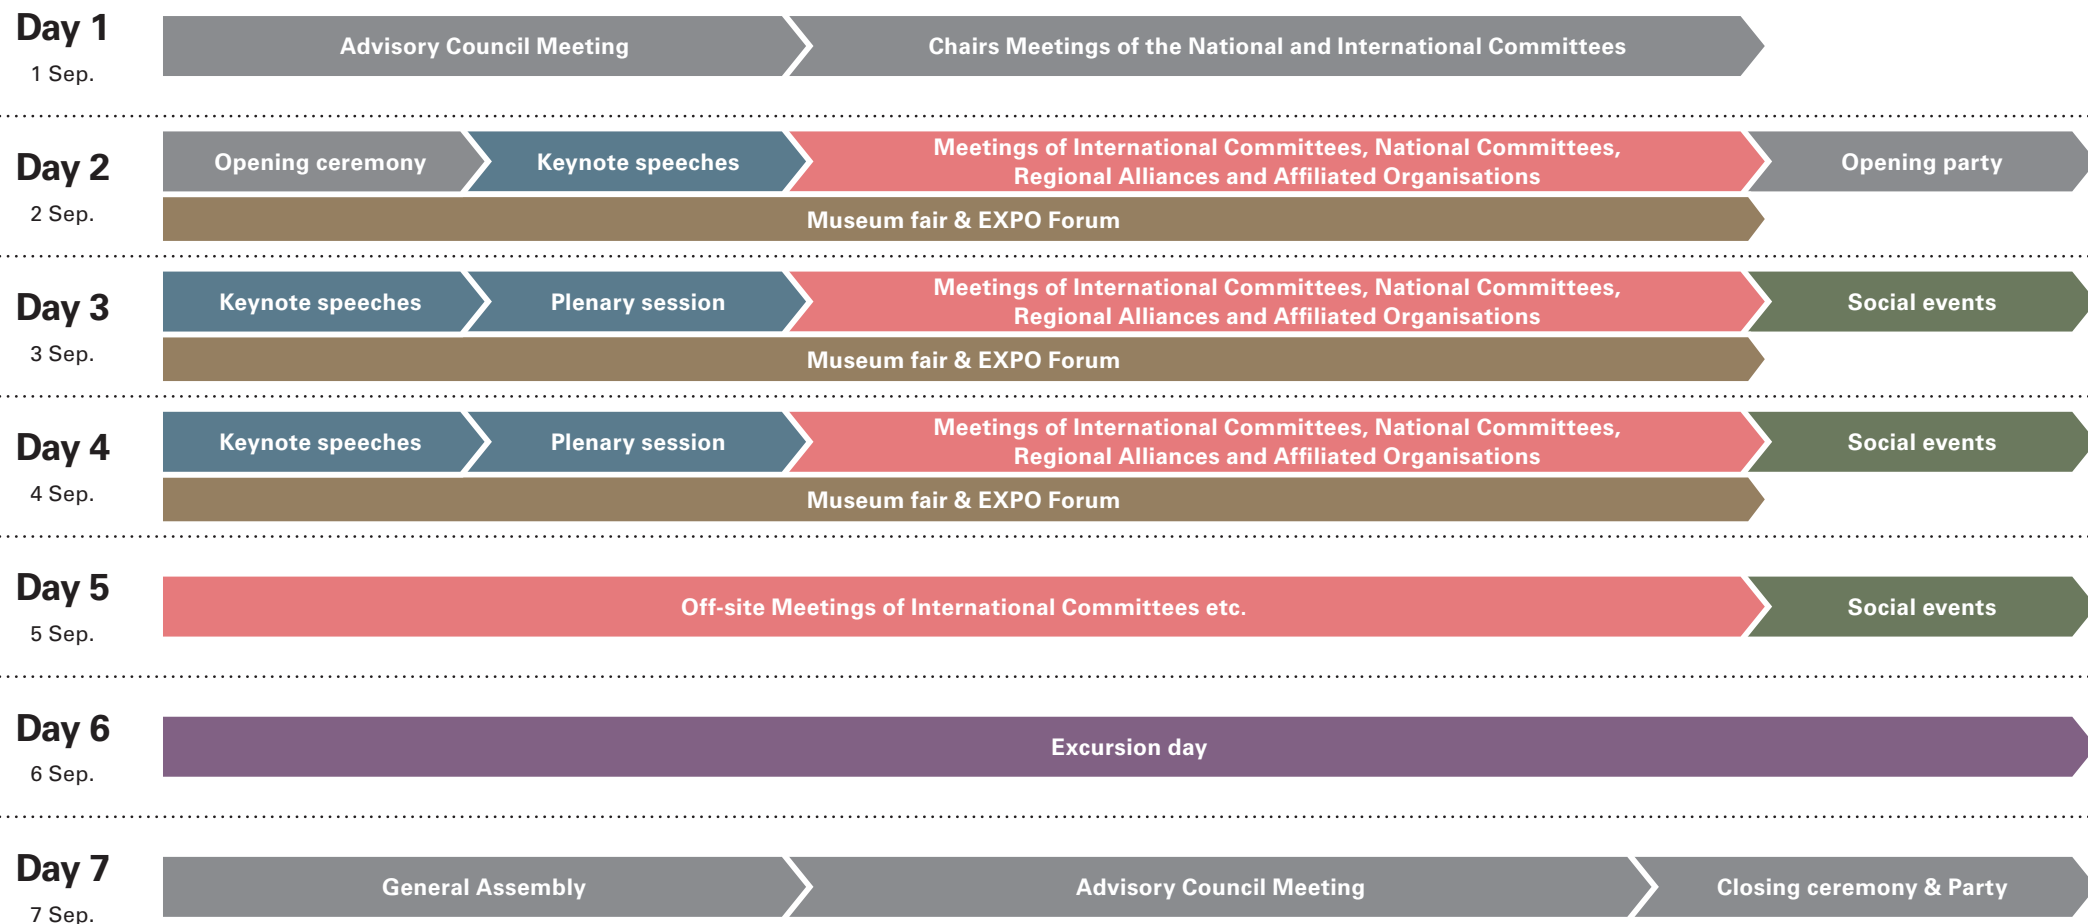 Day 1
1 Sep.
Advisory Council Meeting
Chairs Meetings of the National and International Committees
Day 2
2 Sep.
Opening ceremony
Keynote speeches
Meetings of International Committees, National Committees,
Regional Alliances and Affiliated Organisations
Opening party
Museum fair & EXPO Forum
Day 3
3 Sep.
Keynote speeches
Plenary session
Meetings of International Committees, National Committees,
Regional Alliances and Affiliated Organisations
Social events
Museum fair & EXPO Forum
Day 4
4 Sep.
Keynote speeches
Plenary session
Meetings of International Committees, National Committees,
Regional Alliances and Affiliated Organisations
Social events
Museum fair & EXPO Forum
Day 5
5 Sep.
Off-site Meetings of International Committees etc.
Social events
Day 6
6 Sep.
Excursion day
Day 7
7 Sep.
General Assembly
Advisory Council Meeting
Closing ceremony & Party